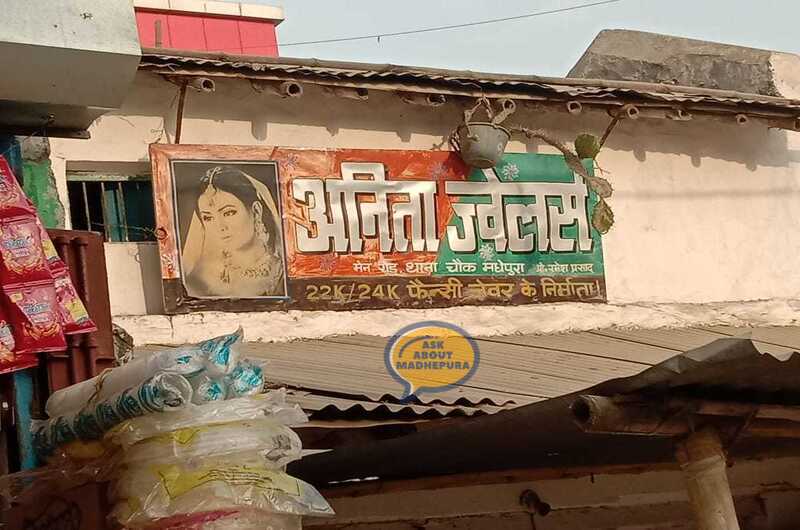 अनिता ज्वेलर्स
मेन रोड, थाना चौक मधेपुरा प्रो. रमेश प्रसाद
22K/24K फैन्सी जेवर के निर्माता
ASK
ABOUT
MADHEPURA